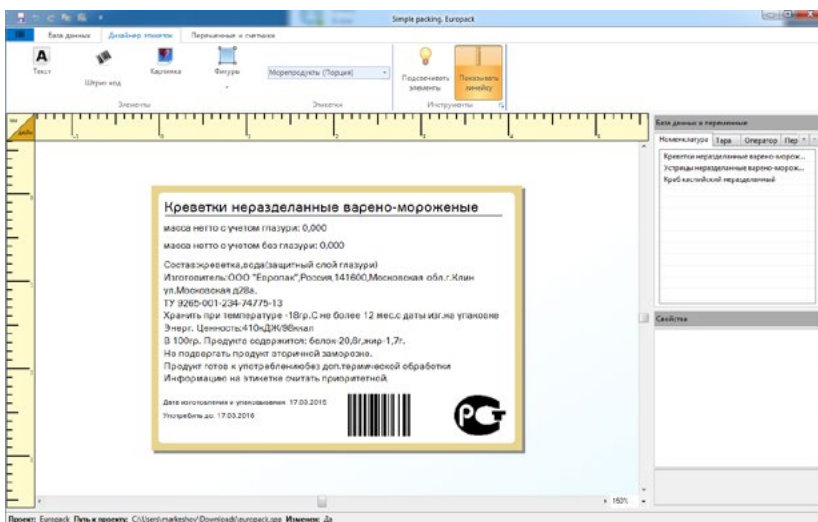 Simple packing. Europack
База данных Дизайнер этикеток Переменные и счетчики
Текст
Штрих код
Картинка
Фигуры
Морепродукты (Порция)
Подсвечивать элементы
Показывать линейку
Элементы
Этикетки
Инструменты
База данных и переменные
Номенклатура Тара Оператор Пер
Креветки неразделанные варено-морож...
Устрицы неразделанные варено-морож...
Краб каспийский неразделанный
Свойства
Креветки неразделанные варено-мороженые
масса нетто с учетом глазури: 0,000
масса нетто с учетом без глазури: 0,000
Состав:креветка,вода(защитный слой глазури)
Изготовитель:ООО "Европак",Россия,141600,Московская обл.г.Клин
ул.Московская д28а.
ТУ 9265-001-234-74775-13
Хранить при температуре -18гр.С не более 12 мес.с даты изг.на упаковке
Энерг. Ценность:410кДЖ/98ккал
В 100гр. Продукта содержится: белок-20,6г,жир-1,7г.
Не подвергать продукт вторичной заморозке.
Продукт готов к употреблениюбез доп.термической обработки
Информацию на этикетке считать приоритетной.
Дата изготовления и упаковывания 17.03.2015
Употребить до: 17.03.2016
РСТ
150%
Проект: Europack Путь к проекту: C:\Users\markeshov\Downloads\europack.spp Изменен: Да